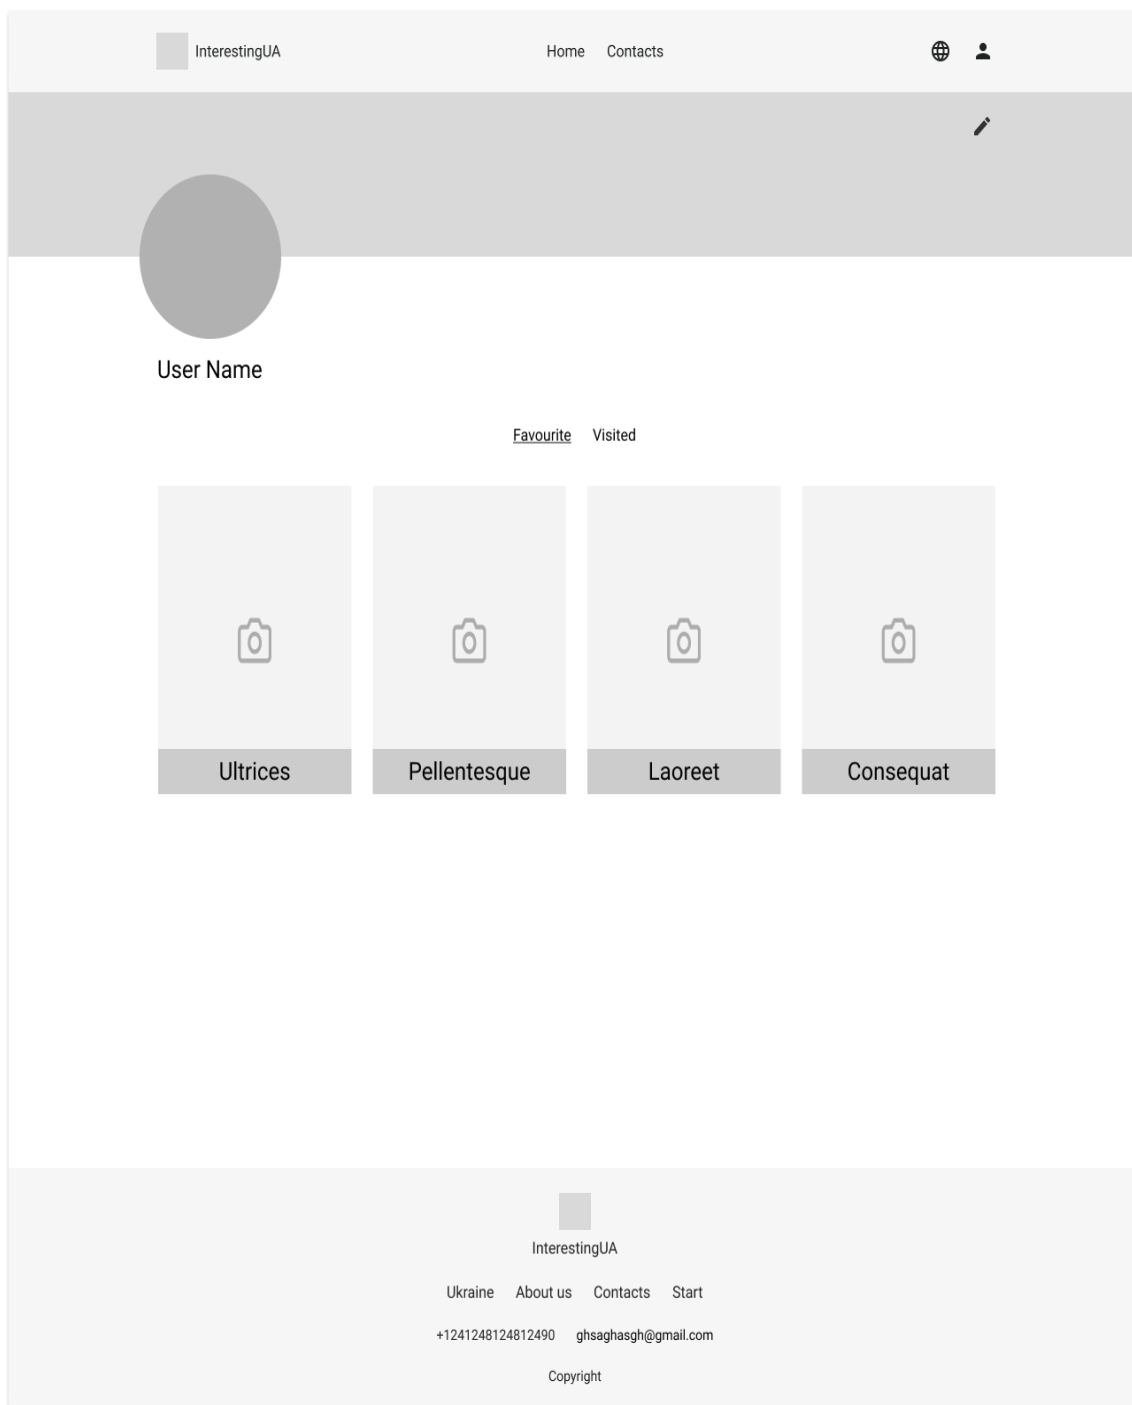 InterestingUA Home Contacts
User Name
Favourite Visited
Ultrices Pellentesque Laoreet Consequat
InterestingUA
Ukraine About us Contacts Start
+1241248124812490 ghsaghasgh@gmail.com
Copyright